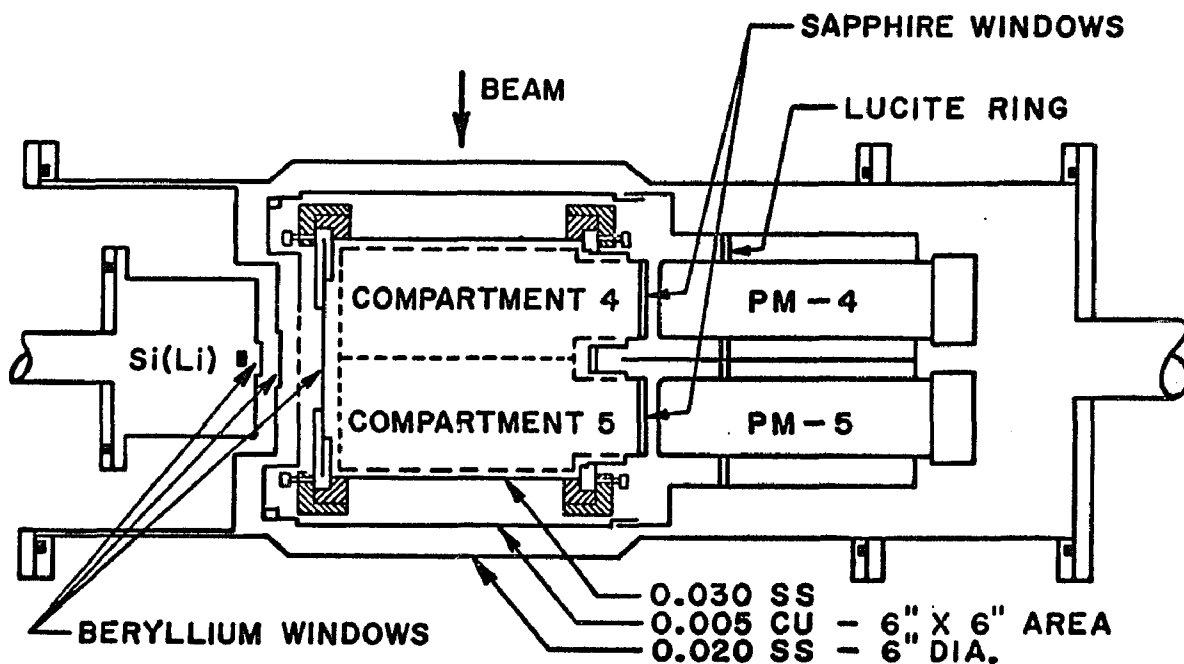 SAPPHIRE WINDOWS
BEAM
LUCITE RING
COMPARTMENT 4
PM-4
Si(Li)
COMPARTMENT 5
PM-5
0.030 SS
0.005 CU - 6" X 6" AREA
BERYLLIUM WINDOWS
0.020 SS - 6" DIA.